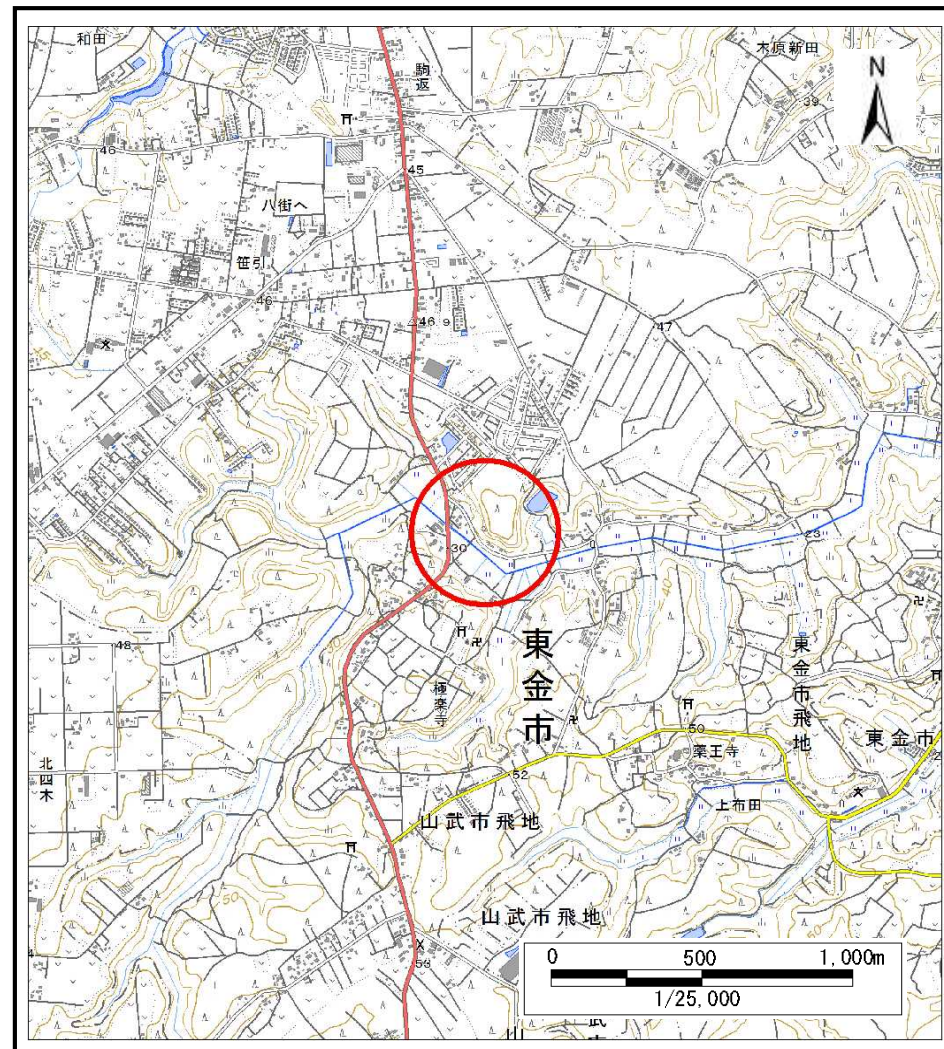 和田
木原新田
駒返
N
39
46
45
八街へ
笹引
46
46 9
47
30
23
40
48
東金市
極楽寺
東金市飛地
50
薬王寺
東金市
52
北四木
上布田
山武市飛地
50
山武市飛地
53
0 500 1,000m
1/25,000